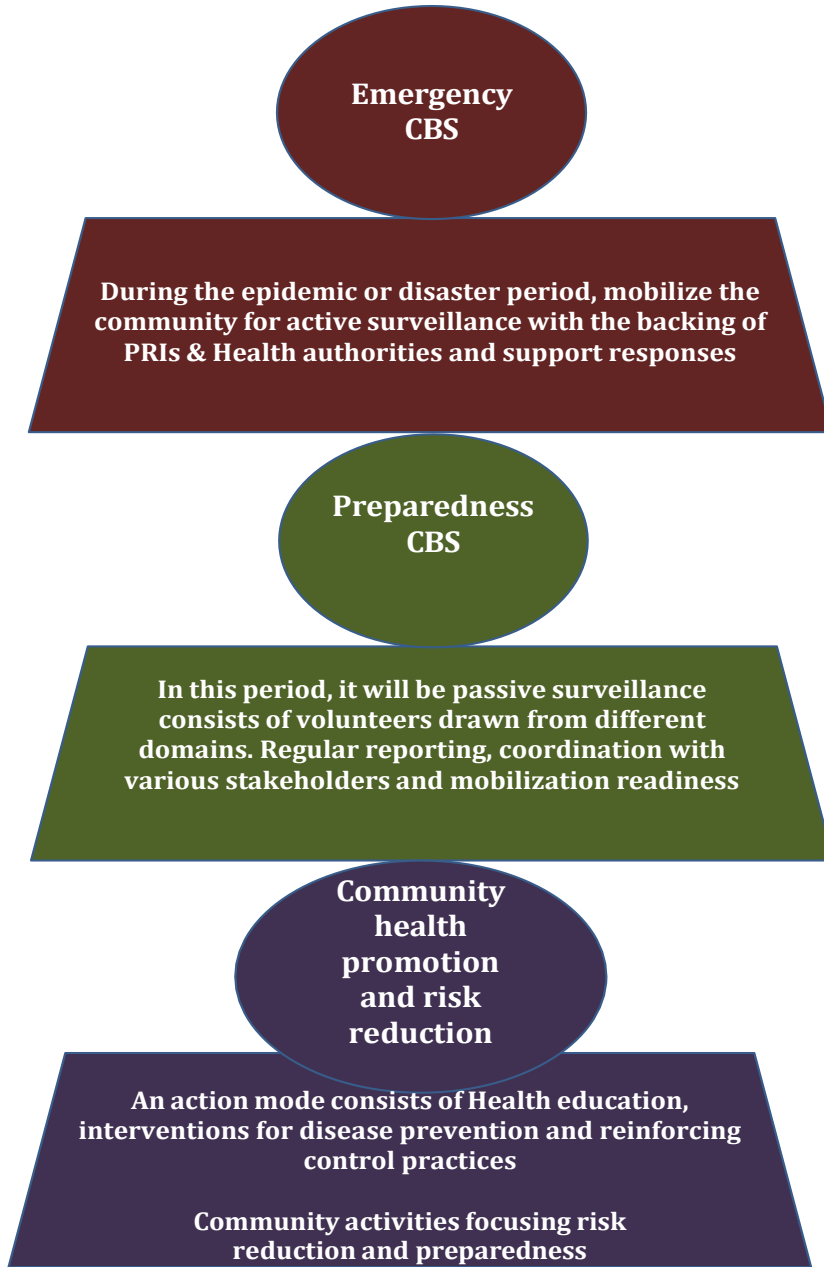 Emergency
CBS
During the epidemic or disaster period, mobilize the
community for active surveillance with the backing of
PRIs & Health authorities and support responses
Preparedness
CBS
In this period, it will be passive surveillance
consists of volunteers drawn from different
domains. Regular reporting, coordination with
various stakeholders and mobilization readiness
Community
health
promotion
and risk
reduction
An action mode consists of Health education,
interventions for disease prevention and reinforcing
control practices
Community activities focusing risk
reduction and preparedness